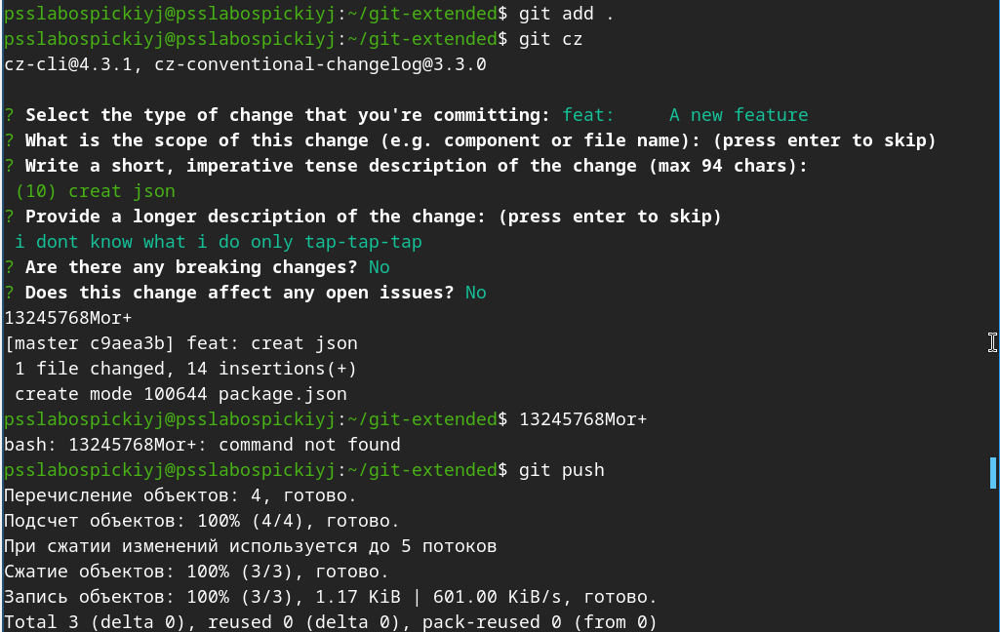 psslabospickiyj@psslabospickiyj:~/git-extended$ git add .
psslabospickiyj@psslabospickiyj:~/git-extended$ git cz
cz-cli@4.3.1, cz-conventional-changelog@3.3.0
? Select the type of change that you're committing: feat:     A new feature
? What is the scope of this change (e.g. component or file name): (press enter to skip)
? Write a short, imperative tense description of the change (max 94 chars):
 (10) creat json
? Provide a longer description of the change: (press enter to skip)
 i dont know what i do only tap-tap-tap
? Are there any breaking changes? No
? Does this change affect any open issues? No
13245768Mor+
[master c9aea3b] feat: creat json
 1 file changed, 14 insertions(+)
 create mode 100644 package.json
psslabospickiyj@psslabospickiyj:~/git-extended$ 13245768Mor+
bash: 13245768Mor+: command not found
psslabospickiyj@psslabospickiyj:~/git-extended$ git push
Перечисление объектов: 4, готово.
Подсчет объектов: 100% (4/4), готово.
При сжатии изменений используется до 5 потоков
Сжатие объектов: 100% (3/3), готово.
Запись объектов: 100% (3/3), 1.17 KiB | 601.00 KiB/s, готово.
Total 3 (delta 0), reused 0 (delta 0), pack-reused 0 (from 0)